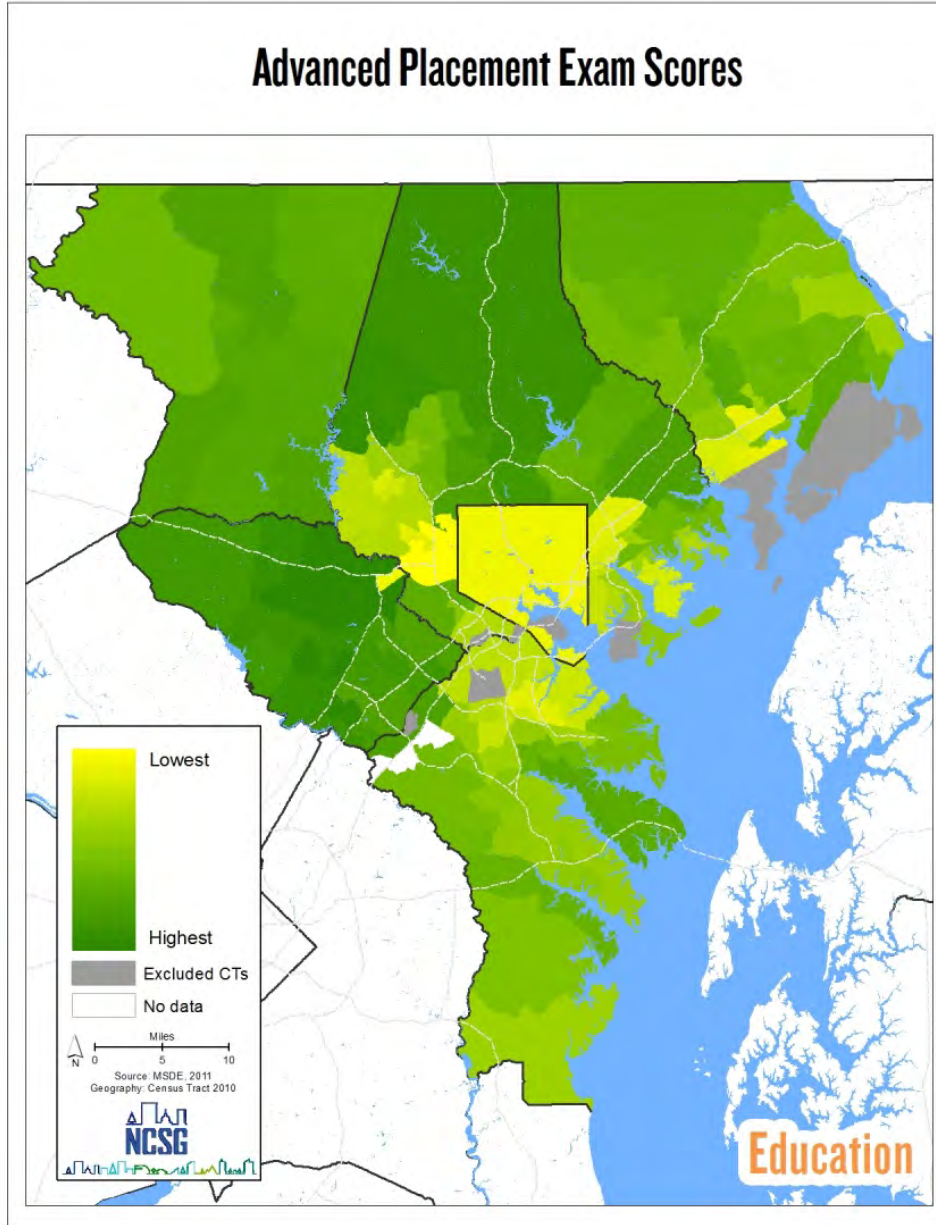 Advanced Placement Exam Scores
Lowest
Highest
Excluded CTs
No data
Miles
0 5 10
N
Source: MSDE, 2011
Geography: Census Tract 2010
NCSG
Education